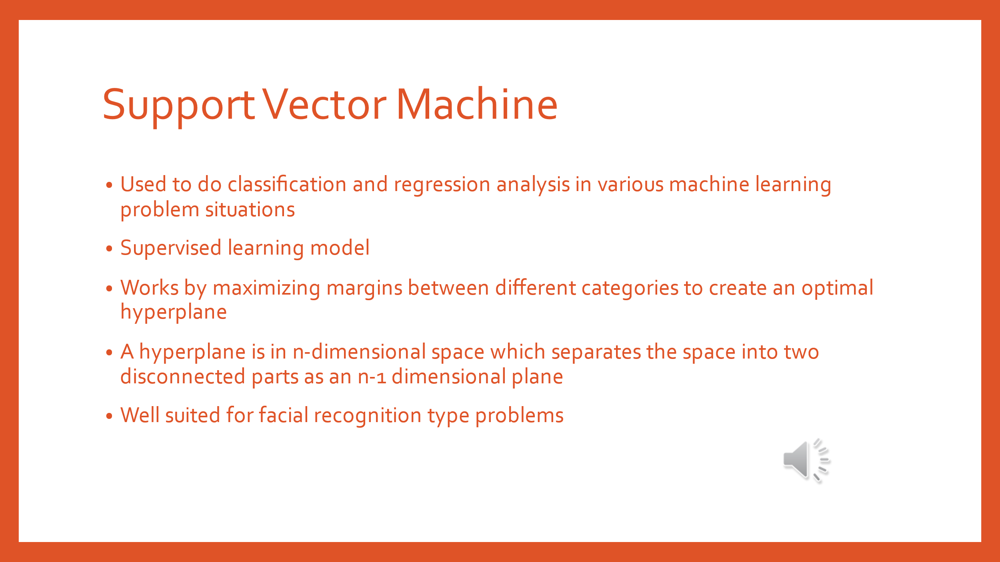 Support Vector Machine
• Used to do classification and regression analysis in various machine learning
problem situations
• Supervised learning model
• Works by maximizing margins between different categories to create an optimal
hyperplane
• A hyperplane is in n-dimensional space which separates the space into two
disconnected parts as an n-1 dimensional plane
• Well suited for facial recognition type problems